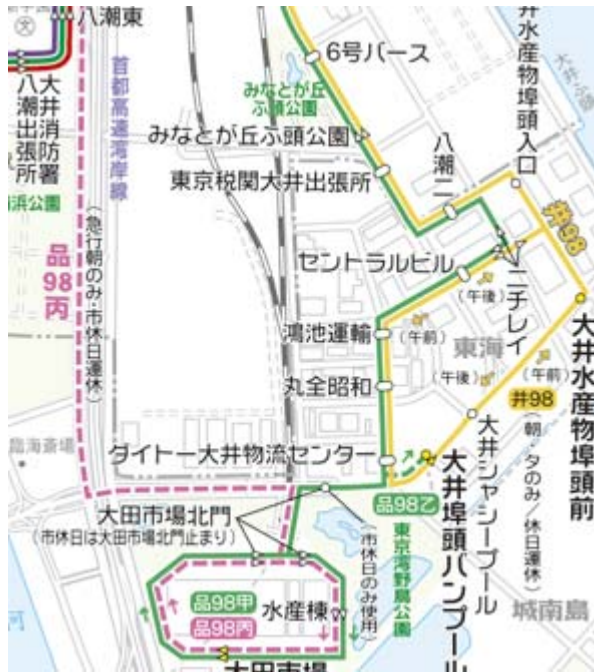 八潮東
6号バース
大井水産物埠頭入口
みなとが丘
ふ頭公園
みなとが丘ふ頭公園
八潮二
大井消防署
八潮出張所
首都高速湾岸線
東京税関大井出張所
井98
品98丙
(急行朝のみ・市休日運休)
セントラルビル
ニチレイ
(午後)
鴻池運輸
(午前)
東海
大井水産物埠頭前
丸全昭和
(午後)
(午前)
井98
(朝・夕のみ/休日運休)
臨海斎場
ダイトー大井物流センター
大井シャシープール
大井埠頭バンプール
品98乙
大田市場北門
(市休日は大田市場北門止まり)
(市休日のみ使用)
東京港野鳥公園
品98甲
品98丙
水産棟
城南島
大田市場